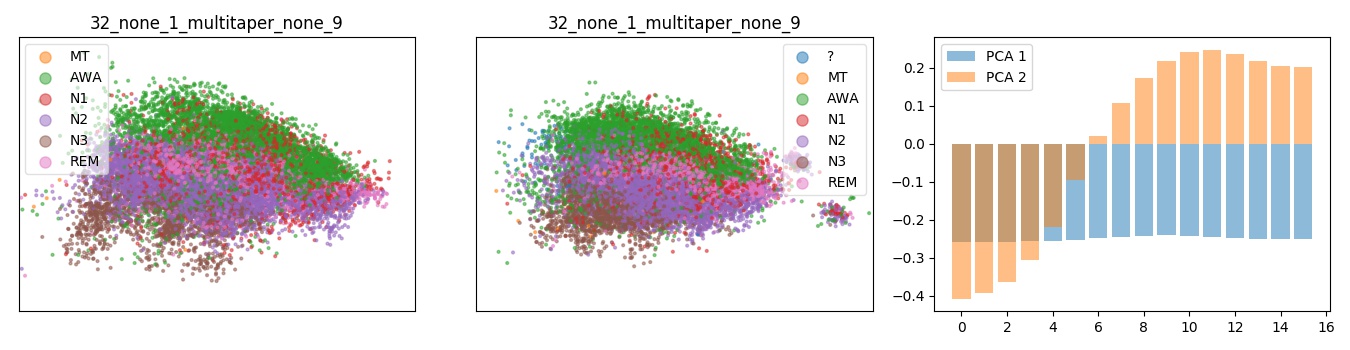 32_none_1_multitaper_none_9
MT
AWA
N1
N2
N3
REM
32_none_1_multitaper_none_9
?
MT
AWA
N1
N2
N3
REM
PCA 1
PCA 2
0.2
0.1
0.0
−0.1
−0.2
−0.3
−0.4
0 2 4 6 8 10 12 14 16